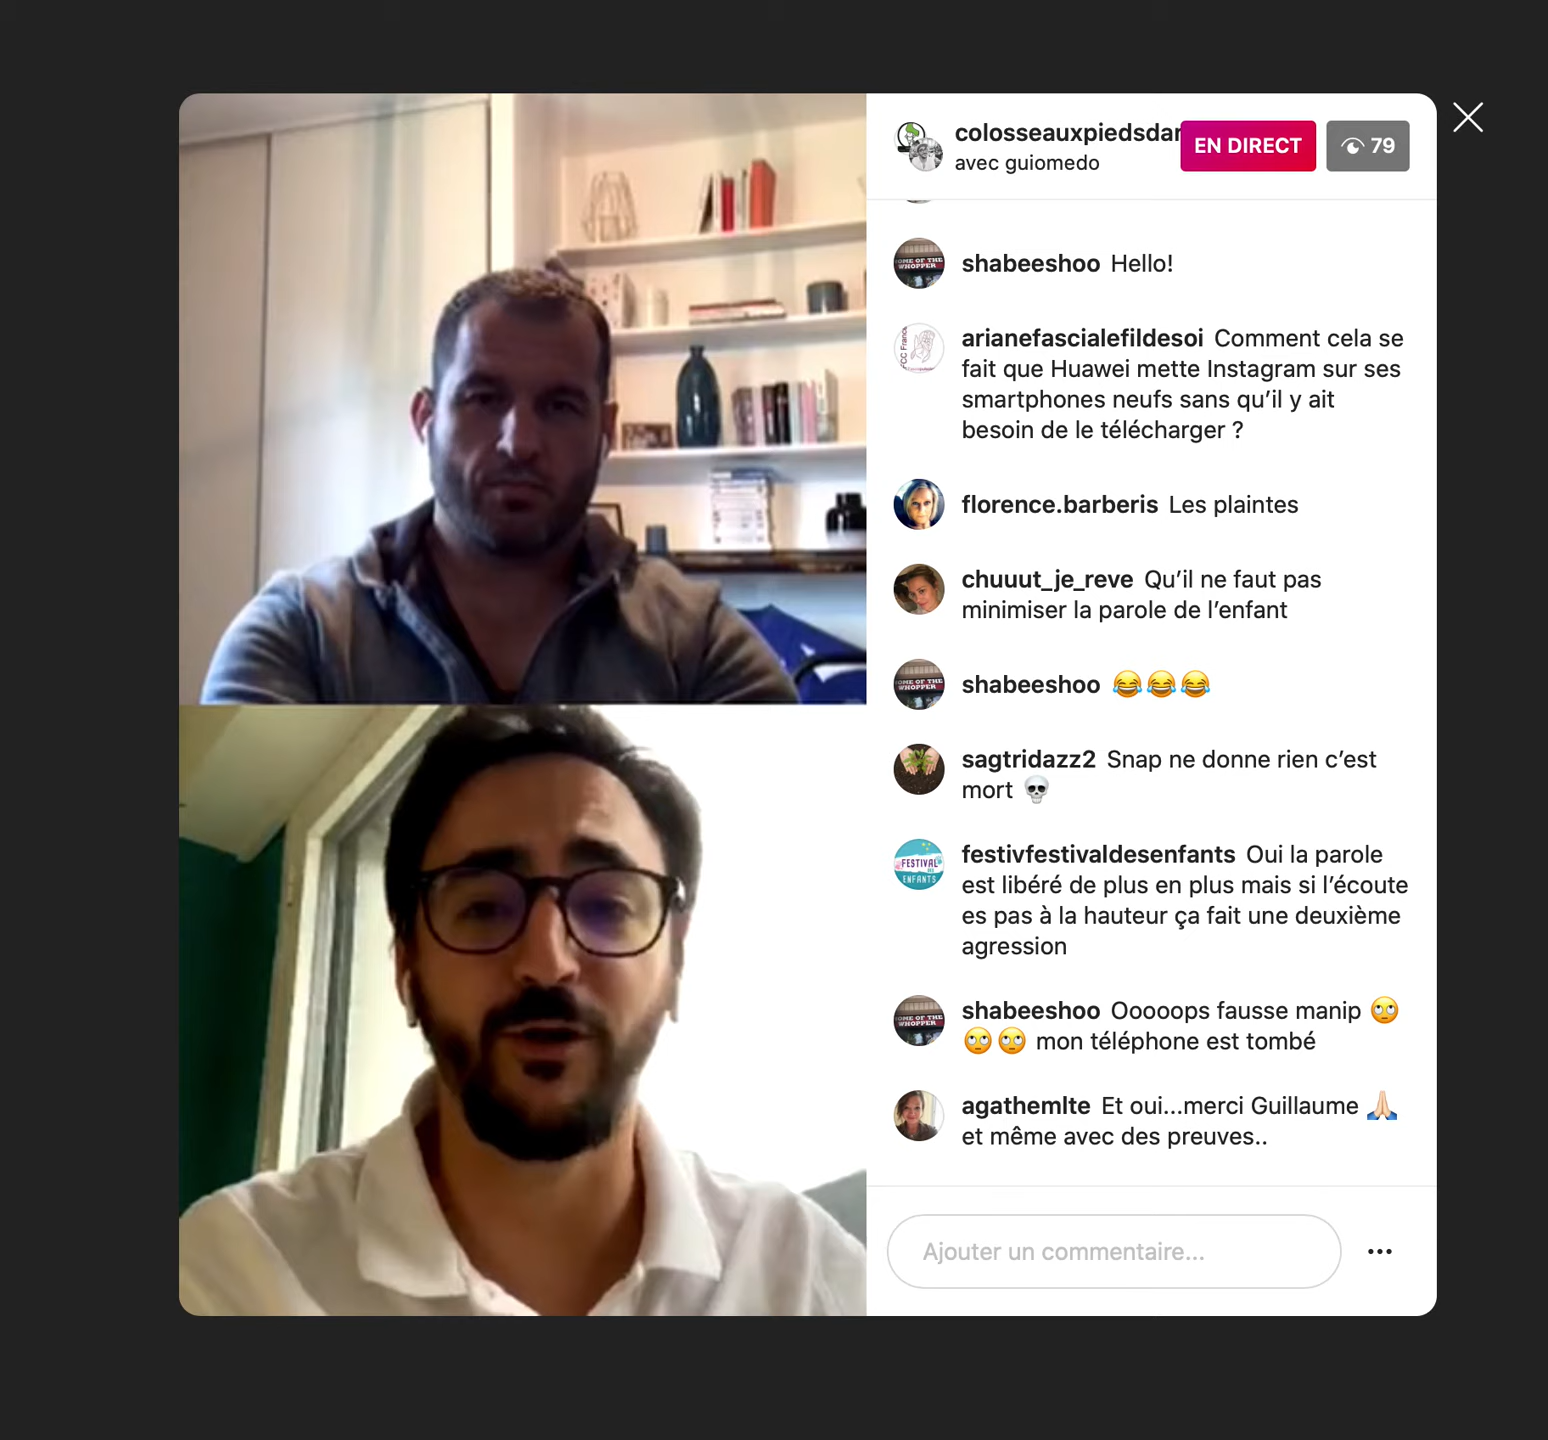 colosseauxpiedsdar
avec guiomedo
EN DIRECT
79
shabeeshoo Hello!
arianefascialefildesoi Comment cela se
fait que Huawei mette Instagram sur ses
smartphones neufs sans qu’il y ait
besoin de le télécharger ?
florence.barberis Les plaintes
chuuut_je_reve Qu’il ne faut pas
minimiser la parole de l’enfant
shabeeshoo 😂😂😂
sagtridazz2 Snap ne donne rien c’est
mort 💀
festivfestivaldesenfants Oui la parole
est libéré de plus en plus mais si l’écoute
es pas à la hauteur ça fait une deuxième
agression
FESTIVAL
ENFANTS
shabeeshoo Ooooops fausse manip 🙄
🙄🙄 mon téléphone est tombé
agathemlte Et oui...merci Guillaume 🙏🏻
et même avec des preuves..
Ajouter un commentaire...